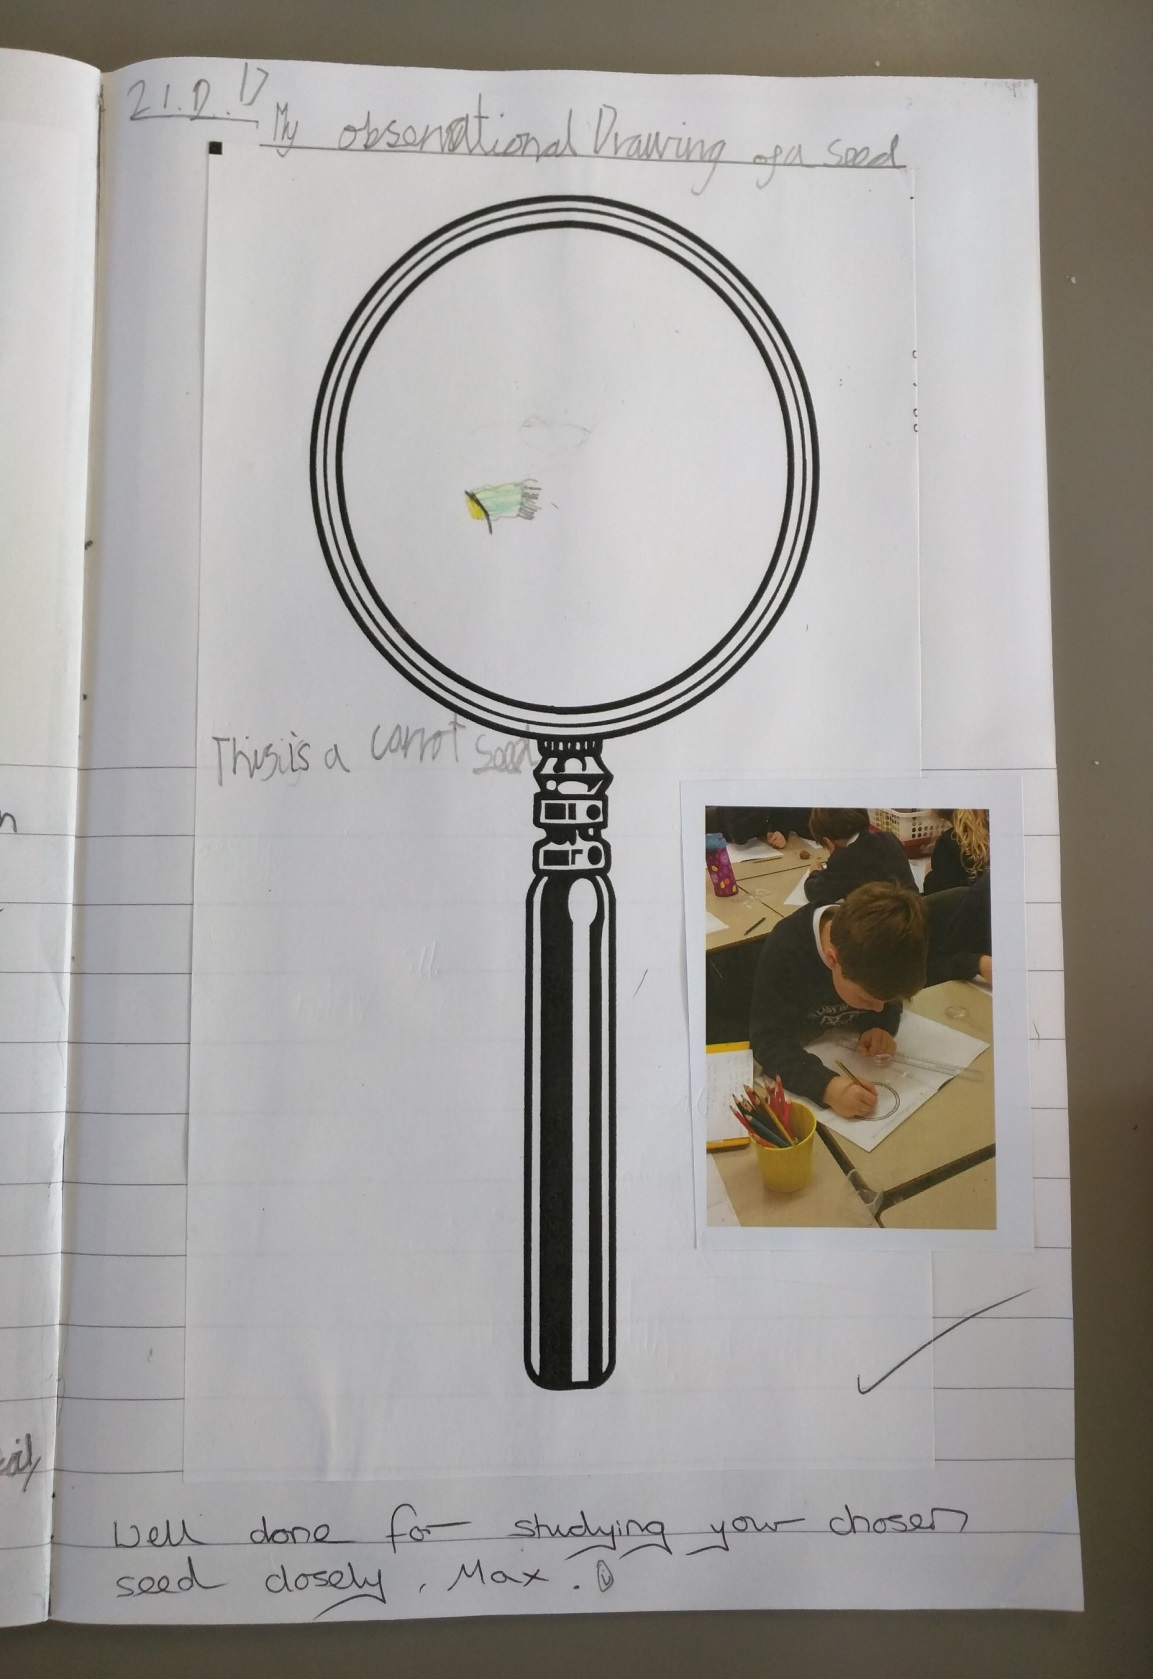 21.2.17
My observational Drawing of a seed
This is a carrot seed
n
Well done for studying your chosen
seed closely, Max.